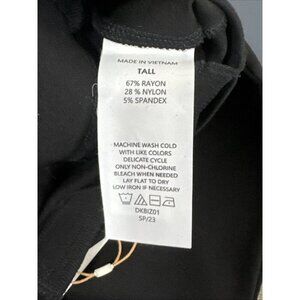 MADE IN VIETNAM
TALL
67% RAYON
28 % NYLON
5% SPANDEX
MACHINE WASH COLD
WITH LIKE COLORS
DELICATE CYCLE
ONLY NON-CHLORINE
BLEACH WHEN NEEDED
LAY FLAT TO DRY
LOW IRON IF NECESSARY
DKBIZ01
SP/23